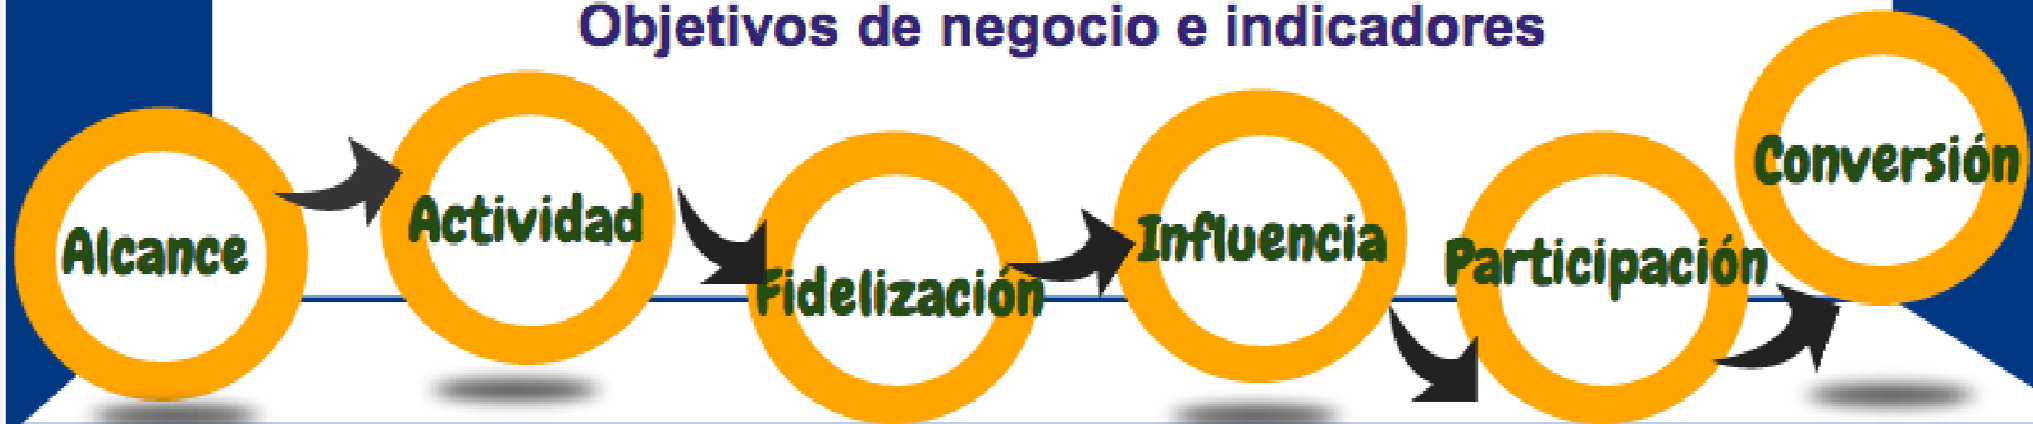 Objetivos de negocio e indicadores
Alcance
Actividad
Fidelización
Influencia
Participación
Conversión